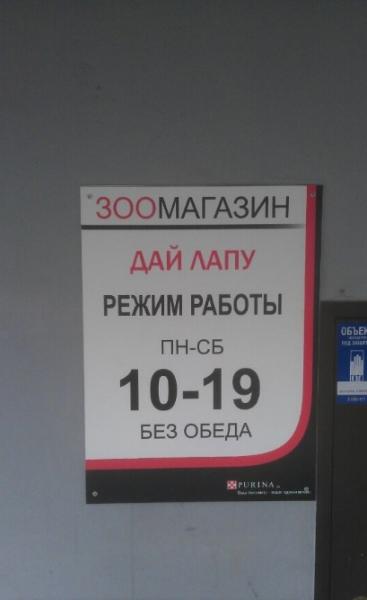 ЗООМАГАЗИН
ДАЙ ЛАПУ
РЕЖИМ РАБОТЫ
ПН-СБ
10-19
БЕЗ ОБЕДА
PURINA
ОБЪЕК